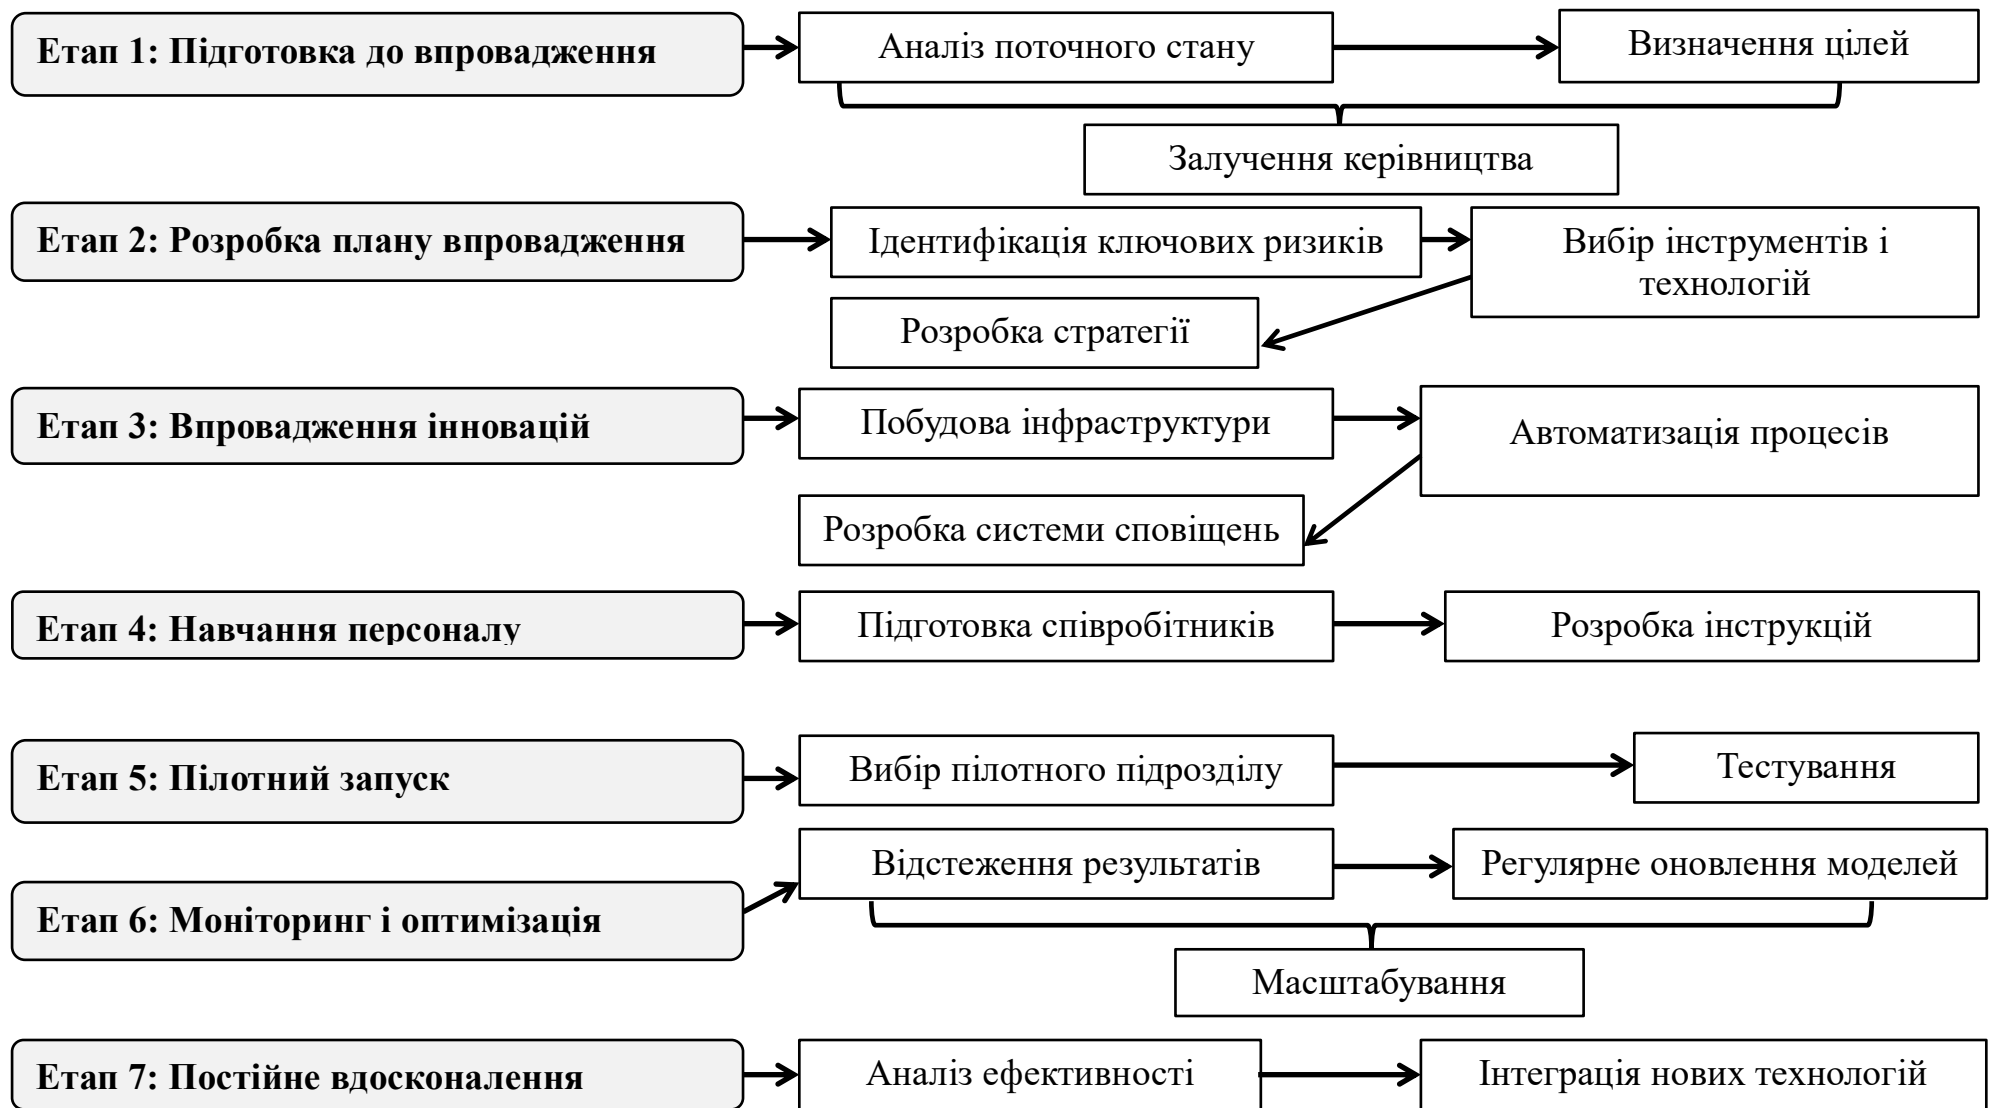 Етап 1: Підготовка до впровадження
Аналіз поточного стану
Визначення цілей
Залучення керівництва
Етап 2: Розробка плану впровадження
Ідентифікація ключових ризиків
Вибір інструментів і
технологій
Розробка стратегії
Етап 3: Впровадження інновацій
Побудова інфраструктури
Автоматизація процесів
Розробка системи сповіщень
Етап 4: Навчання персоналу
Підготовка співробітників
Розробка інструкцій
Етап 5: Пілотний запуск
Вибір пілотного підрозділу
Тестування
Етап 6: Моніторинг і оптимізація
Відстеження результатів
Регулярне оновлення моделей
Масштабування
Етап 7: Постійне вдосконалення
Аналіз ефективності
Інтеграція нових технологій